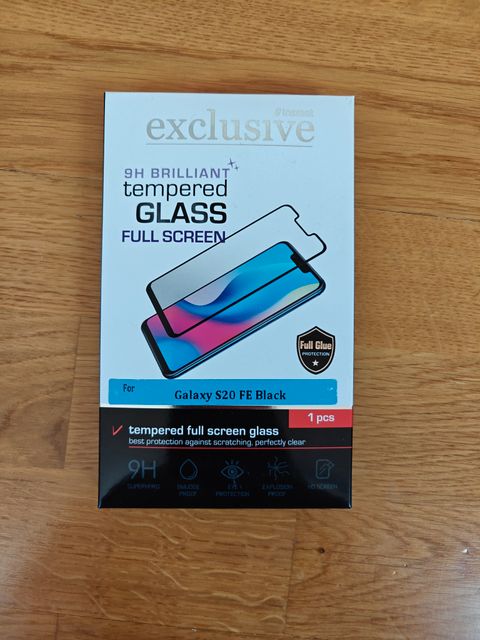 Insmat
exclusive
9H BRILLIANT
tempered
GLASS
FULL SCREEN
Full Glue
PROTECTION
For
Galaxy S20 FE Black
1 pcs
tempered full screen glass
best protection against scratching, perfectly clear
9H
SUPERHARD
SMUDGE
PROOF
EYE
PROTECTION
EXPLOSION
PROOF
HD SCREEN